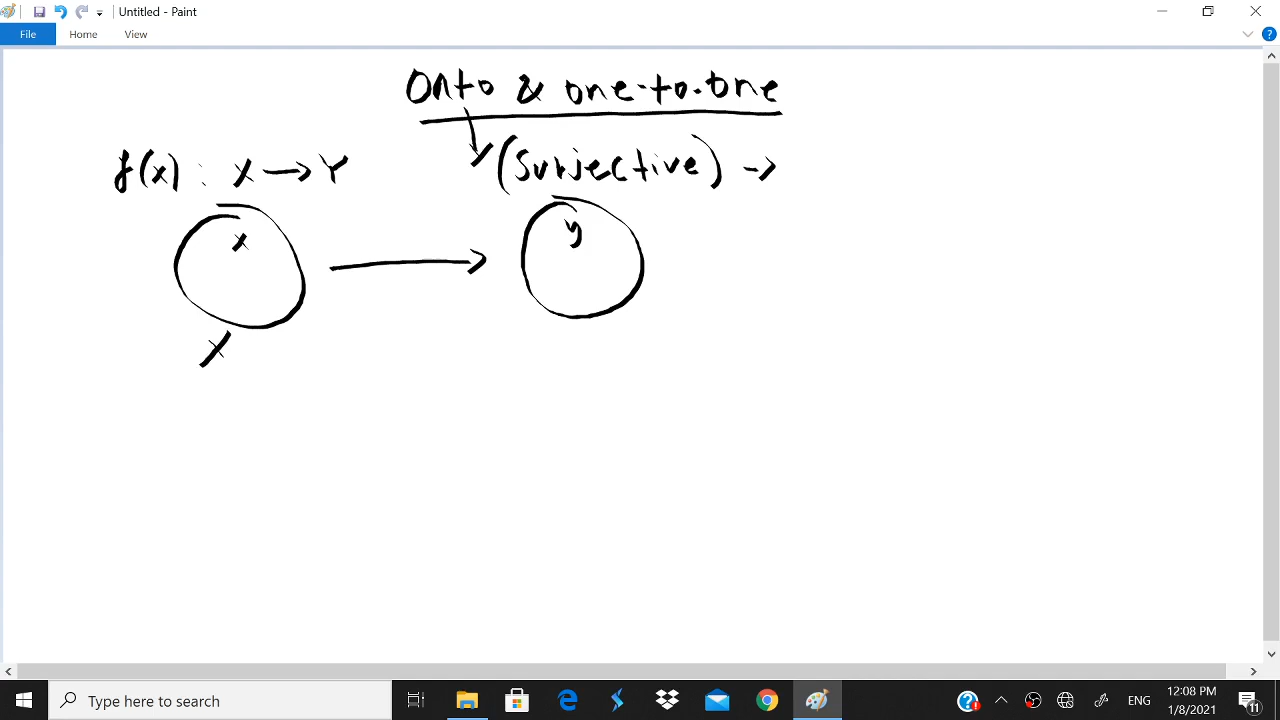 Untitled - Paint
File Home View
Onto & one-to-one
f(x) : X → Y
(Surjective) →
x
y
X
Type here to search
ENG
12:08 PM
1/8/2021
11